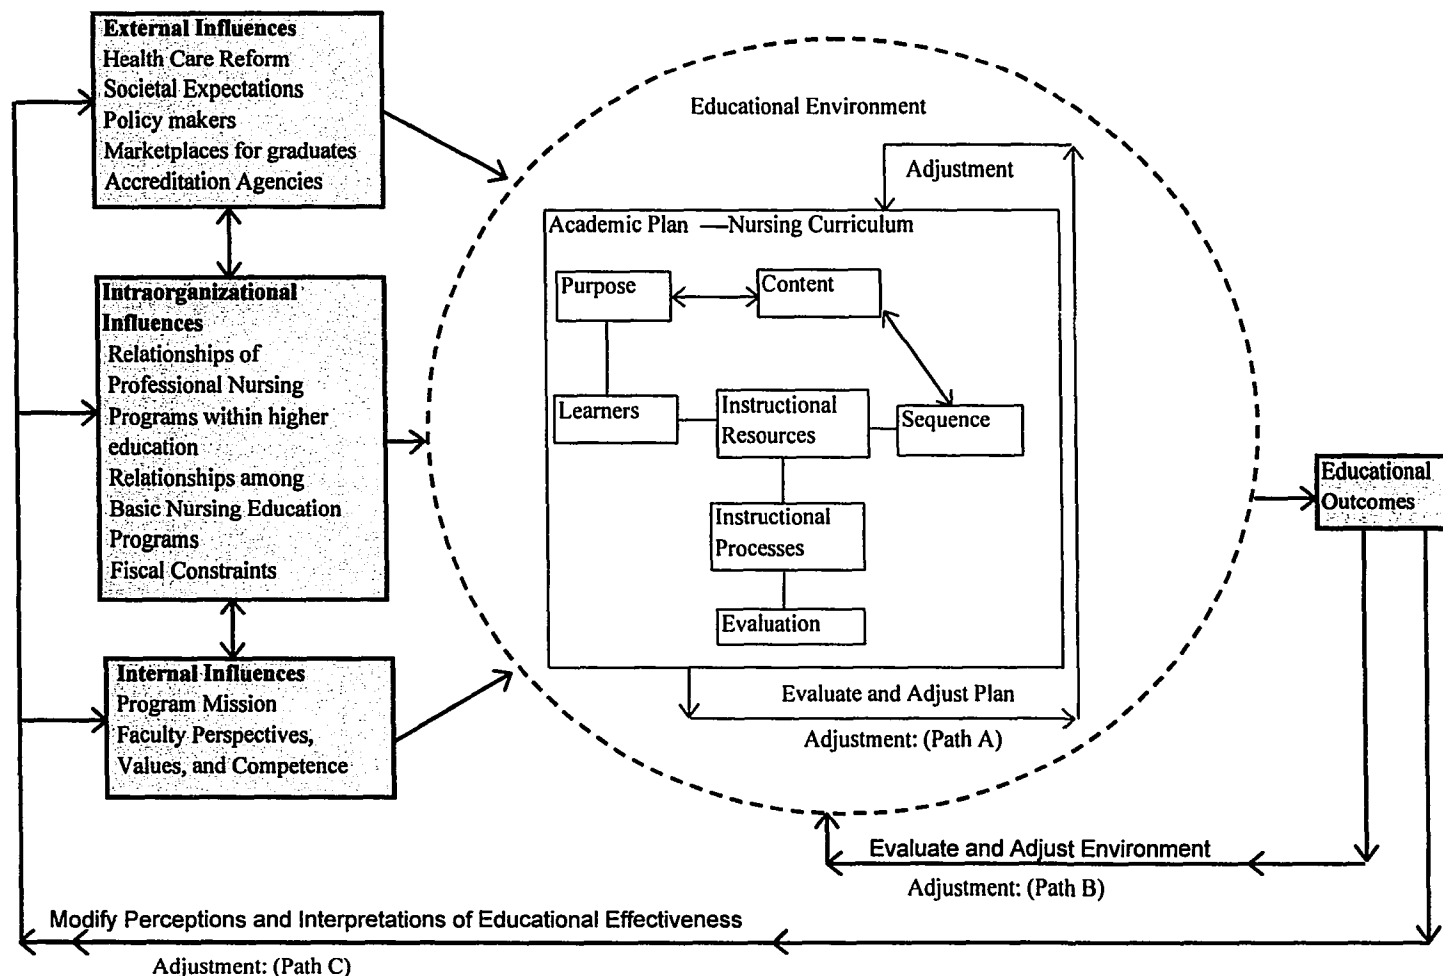 External Influences
Health Care Reform
Societal Expectations
Policy makers
Marketplaces for graduates
Accreditation Agencies
Intraorganizational
Influences
Relationships of
Professional Nursing
Programs within higher
education
Relationships among
Basic Nursing Education
Programs
Fiscal Constraints
Internal Influences
Program Mission
Faculty Perspectives,
Values, and Competence
Educational Environment
Adjustment
Academic Plan —Nursing Curriculum
Purpose
Content
Learners
Instructional
Resources
Sequence
Instructional
Processes
Evaluation
Evaluate and Adjust Plan
Adjustment: (Path A)
Educational
Outcomes
Evaluate and Adjust Environment
Adjustment: (Path B)
Modify Perceptions and Interpretations of Educational Effectiveness
Adjustment: (Path C)